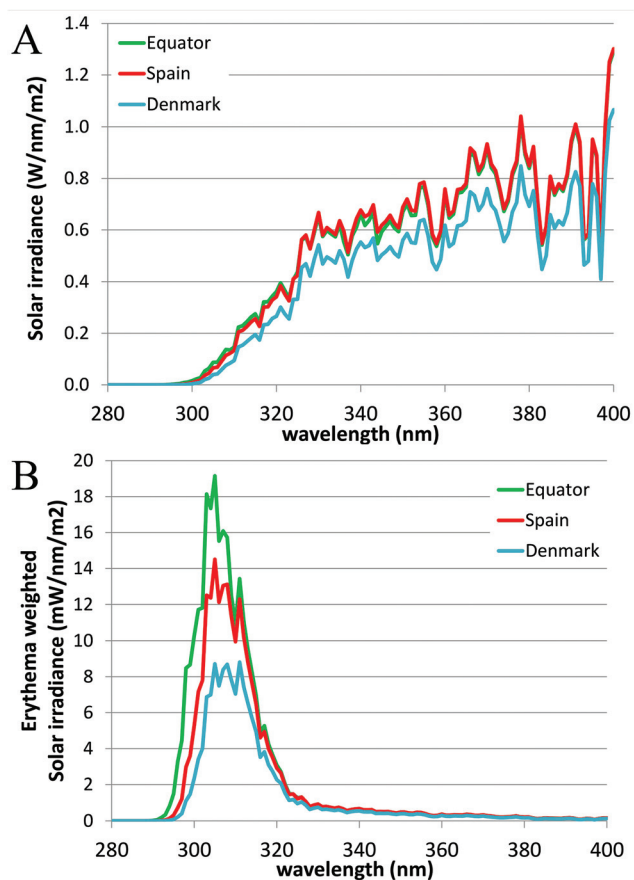 A
Solar irradiance (W/nm/m2)
1.4
1.2
1.0
0.8
0.6
0.4
0.2
0.0
Equator
Spain
Denmark
280 300 320 340 360 380 400
wavelength (nm)
B
Erythema weighted
Solar irradiance (mW/nm/m2)
20
18
16
14
12
10
8
6
4
2
0
Equator
Spain
Denmark
280 300 320 340 360 380 400
wavelength (nm)